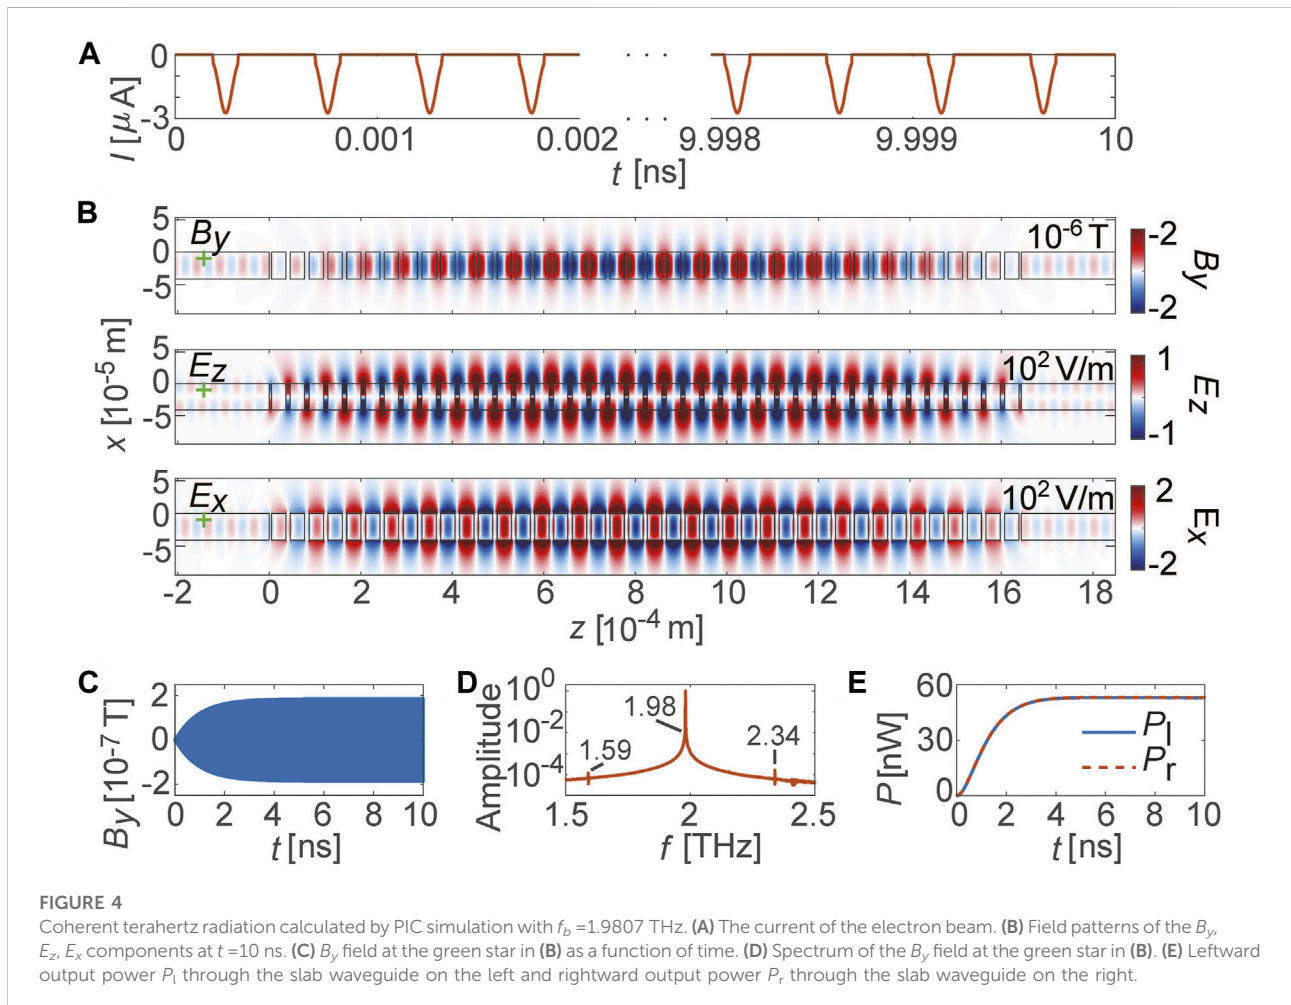 A
I [μA]
0
-3
0
0.001
0.002
9.998
9.999
10
t [ns]
B
x [10-5 m]
By
10-6 T
5
0
-5
-2
-2
By
Ez
102 V/m
5
0
-5
1
-1
Ez
Ex
102 V/m
5
0
-5
2
-2
Ex
-2 0 2 4 6 8 10 12 14 16 18
z [10-4 m]
C
By [10-7 T]
2
0
-2
0 2 4 6 8 10
t [ns]
D
Amplitude
100
10-2
10-4
1.98
1.59
2.34
1.5 2 2.5
f [THz]
E
P [nW]
60
30
0
Pl
Pr
0 2 4 6 8 10
t [ns]
FIGURE 4
Coherent terahertz radiation calculated by PIC simulation with fb =1.9807 THz. (A) The current of the electron beam. (B) Field patterns of the By,
Ez, Ex components at t =10 ns. (C) By field at the green star in (B) as a function of time. (D) Spectrum of the By field at the green star in (B). (E) Leftward
output power Pl through the slab waveguide on the left and rightward output power Pr through the slab waveguide on the right.